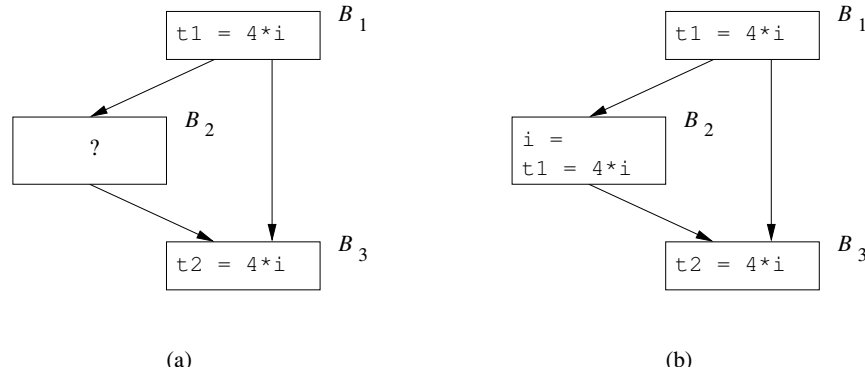 B 1
t1 = 4*i
B 2
?
B 3
t2 = 4*i
(a)
B 1
t1 = 4*i
B 2
i =
t1 = 4*i
B 3
t2 = 4*i
(b)